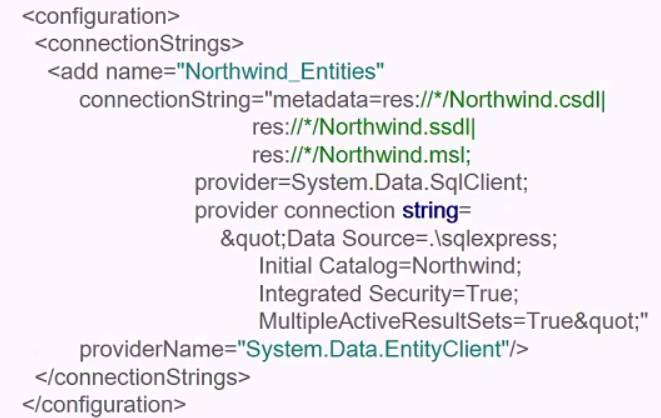 <configuration>
<connectionStrings>
<add name="Northwind_Entities"
connectionString="metadata=res://*/Northwind.csdl|
res://*/Northwind.ssdl|
res://*/Northwind.msl;
provider=System.Data.SqlClient;
provider connection string=
&quot;Data Source=.\sqlexpress;
Initial Catalog=Northwind;
Integrated Security=True;
MultipleActiveResultSets=True&quot;"
providerName="System.Data.EntityClient"/>
</connectionStrings>
</configuration>